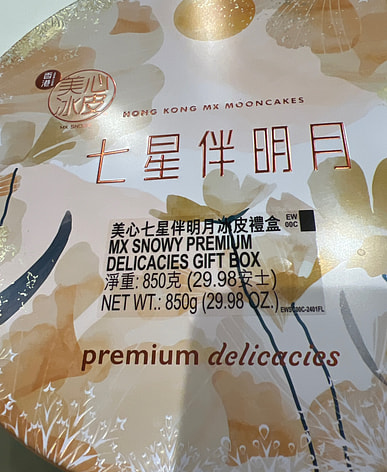 香港
美心
冰皮
HONG KONG MX MOONCAKES
七星伴明月
美心七星伴明月冰皮禮盒
EW
00C
MX SNOWY PREMIUM
DELICACIES GIFT BOX
淨重: 850克 (29.98安士)
NET WT.: 850g (29.98 OZ.)
premium delicacies